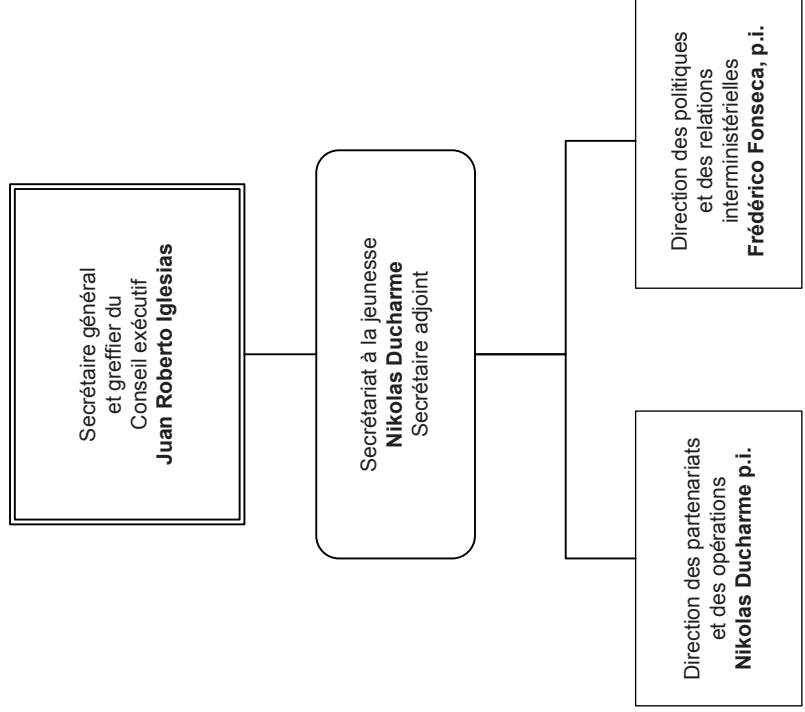 Secrétaire général
et greffier du
Conseil exécutif
Juan Roberto Iglesias
Secrétariat à la jeunesse
Nikolas Ducharme
Secrétaire adjoint
Direction des partenariats
et des opérations
Nikolas Ducharme p.i.
Direction des politiques
et des relations
interministérielles
Frédérico Fonseca, p.i.